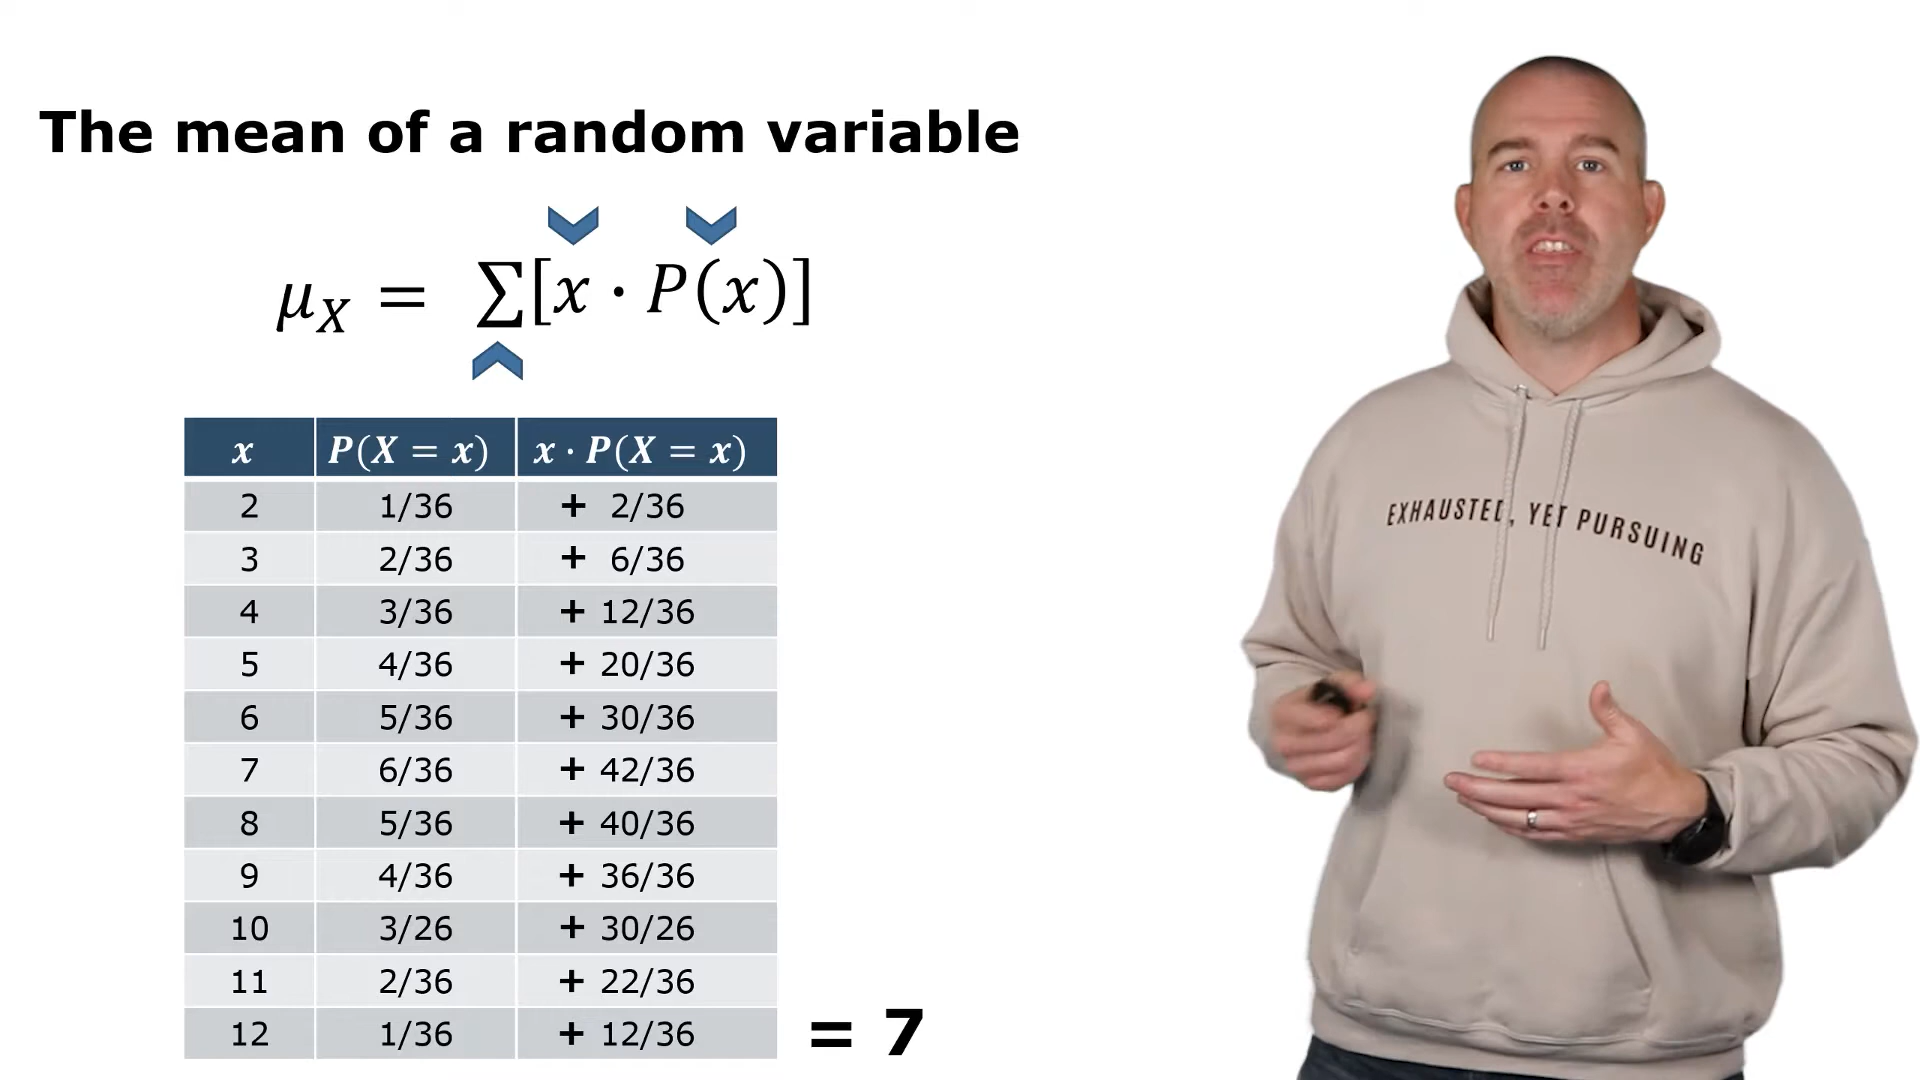 The mean of a random variable
μ_X = ∑[x · P(x)]
x P(X = x) x · P(X = x)
2 1/36 + 2/36
3 2/36 + 6/36
4 3/36 + 12/36
5 4/36 + 20/36
6 5/36 + 30/36
7 6/36 + 42/36
8 5/36 + 40/36
9 4/36 + 36/36
10 3/26 + 30/26
11 2/36 + 22/36
12 1/36 + 12/36 = 7
EXHAUSTED, YET PURSUING